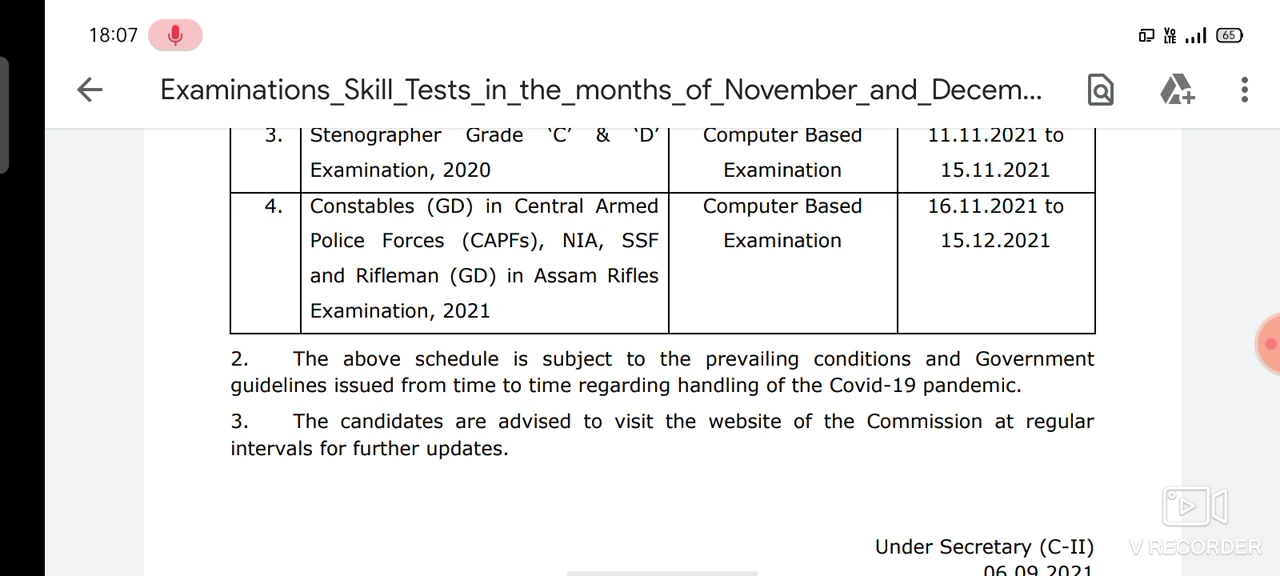 18:07 Vo LTE 65
Examinations_Skill_Tests_in_the_months_of_November_and_Decem...
3. Stenographer Grade ‘C’ & ‘D’ Computer Based 11.11.2021 to
Examination, 2020 Examination 15.11.2021
4. Constables (GD) in Central Armed Computer Based 16.11.2021 to
Police Forces (CAPFs), NIA, SSF Examination 15.12.2021
and Rifleman (GD) in Assam Rifles
Examination, 2021
2. The above schedule is subject to the prevailing conditions and Government
guidelines issued from time to time regarding handling of the Covid-19 pandemic.
3. The candidates are advised to visit the website of the Commission at regular
intervals for further updates.
Under Secretary (C-II)
06.09.2021
V RECORDER